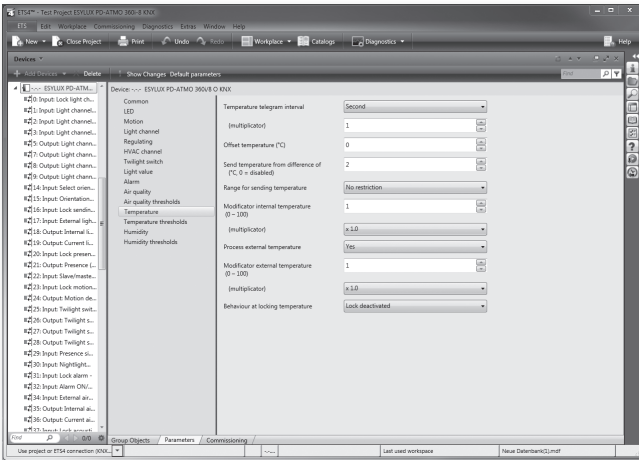 ETS4™ - Test Project ESYLUX PD-ATMO 360i-8 KNX
ETS Edit Workplace Commissioning Diagnostics Extras Window Help
New Close Project Print Undo Redo Workplace Catalogs Diagnostics Help
Devices
Add Devices Delete Show Changes Default parameters Find
-.-.- ESYLUX PD-ATM...
0: Input: Lock light ch...
1: Input: Light channel...
2: Input: Light channel...
3: Input: Light channel...
5: Output: Light chann...
7: Output: Light chann...
8: Output: Light chann...
9: Output: Light chann...
14: Input: Select orien...
15: Input: Orientation...
16: Input: Lock sendin...
17: Input: External ligh...
18: Output: Internal li...
19: Output: Current li...
20: Input: Lock presen...
21: Output: Presence (...
22: Input: Slave/maste...
23: Input: Lock motion...
24: Output: Motion de...
25: Input: Twilight swit...
26: Output: Twilight s...
27: Output: Twilight s...
28: Output: Twilight s...
29: Input: Presence si...
30: Input: Nightlight...
31: Input: Lock alarm -
32: Input: Alarm ON/...
34: Input: External air...
35: Output: Internal ai...
36: Output: Current ai...
37: Input: Lock acousti
Find 0/0
Device: -.-.- ESYLUX PD-ATMO 360i/8 O KNX
Common
LED
Motion
Light channel
Regulating
HVAC channel
Twilight switch
Light value
Alarm
Air quality
Air quality thresholds
Temperature
Temperature thresholds
Humidity
Humidity thresholds
Temperature telegram interval Second
(multiplicator) 1
Offset temperature (°C) 0
Send temperature from difference of 2
(°C, 0 = disabled)
Range for sending temperature No restriction
Modificator internal temperature 1
(0 – 100)
(multiplicator) x 1.0
Process external temperature Yes
Modificator external temperature 1
(0 – 100)
(multiplicator) x 1.0
Behaviour at locking temperature Lock deactivated
Group Objects Parameters Commissioning
Use project or ETS4 connection (KNX... -.-.... Last used workspace Neue Datenbank(1).mdf